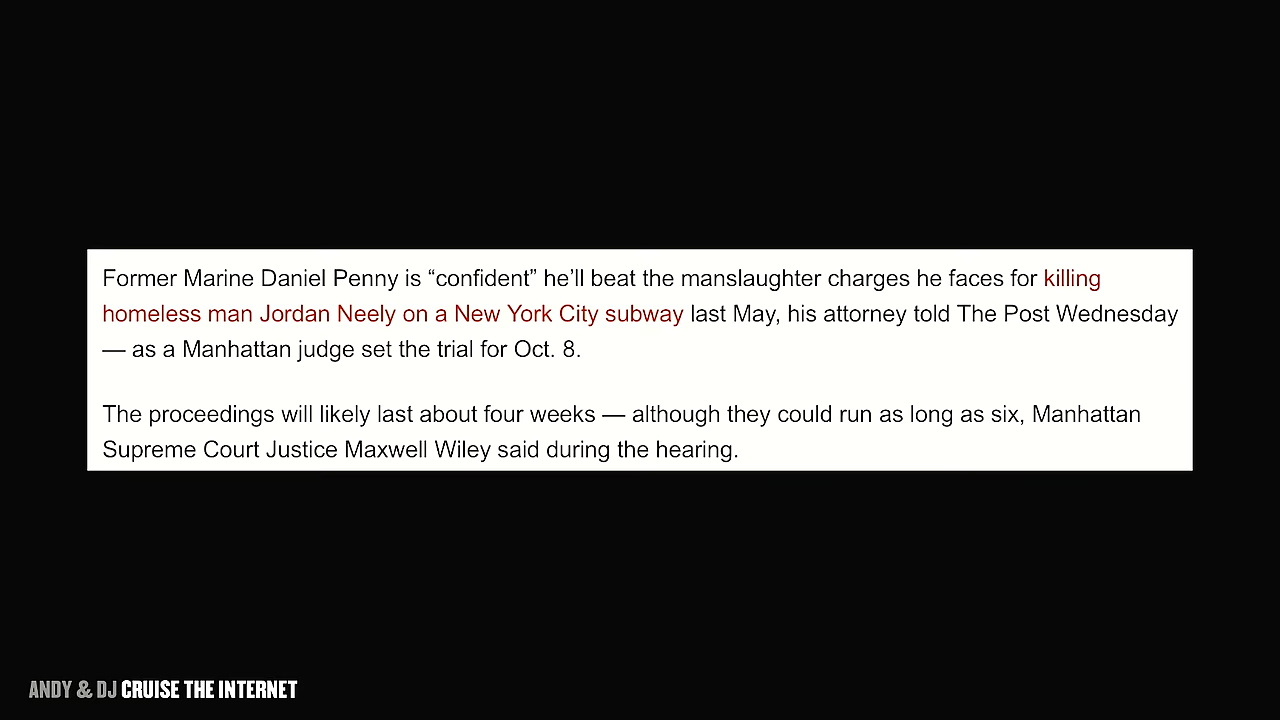 Former Marine Daniel Penny is “confident” he’ll beat the manslaughter charges he faces for killing
homeless man Jordan Neely on a New York City subway last May, his attorney told The Post Wednesday
— as a Manhattan judge set the trial for Oct. 8.
The proceedings will likely last about four weeks — although they could run as long as six, Manhattan
Supreme Court Justice Maxwell Wiley said during the hearing.
ANDY & DJ CRUISE THE INTERNET